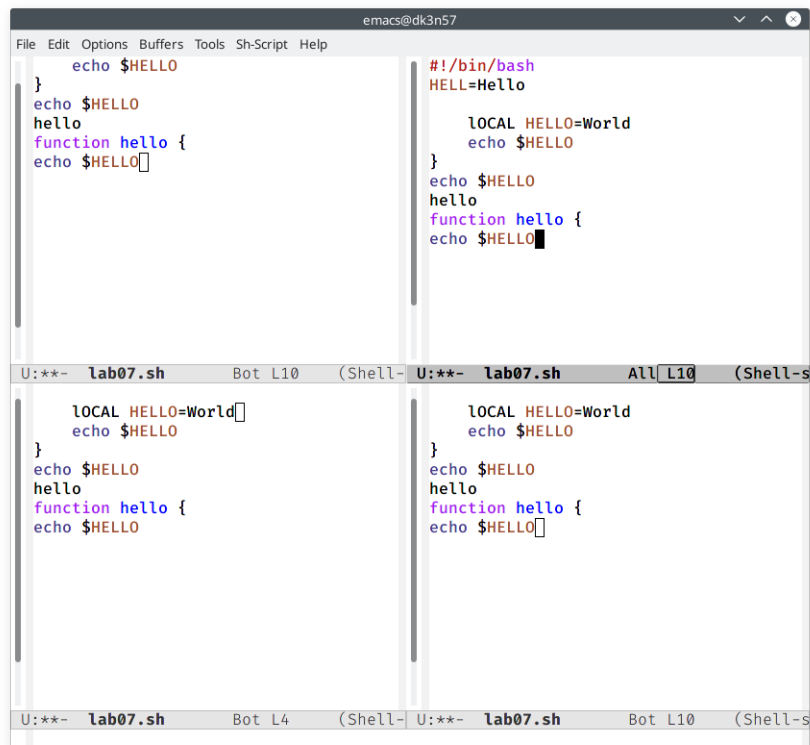 emacs@dk3n57
File Edit Options Buffers Tools Sh-Script Help
    echo $HELLO
}
echo $HELLO
hello
function hello {
echo $HELLO
U:**-  lab07.sh       Bot L10    (Shell-
#!/bin/bash
HELL=Hello

    lOCAL HELLO=World
    echo $HELLO
}
echo $HELLO
hello
function hello {
echo $HELLO
U:**-  lab07.sh       All L10    (Shell-s
    lOCAL HELLO=World
    echo $HELLO
}
echo $HELLO
hello
function hello {
echo $HELLO
U:**-  lab07.sh       Bot L4     (Shell-
    lOCAL HELLO=World
    echo $HELLO
}
echo $HELLO
hello
function hello {
echo $HELLO
U:**-  lab07.sh       Bot L10    (Shell-s